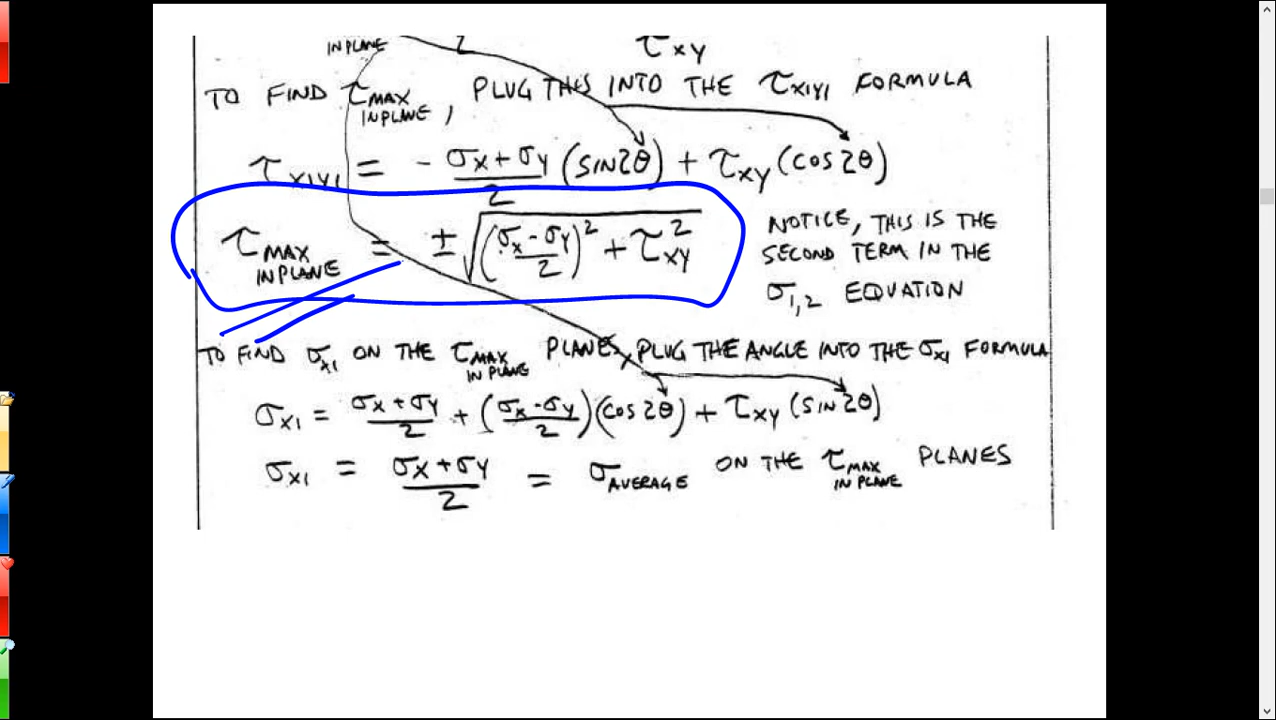 IN PLANE 2 τxy
TO FIND τMAX IN PLANE, PLUG THIS INTO THE τx1y1 FORMULA
τx1y1 = - σx + σy / 2 (SIN2θ) + τxy (COS 2θ)
τMAX IN PLANE = ± √((σx - σy / 2)² + τxy²)
NOTICE, THIS IS THE
SECOND TERM IN THE
σ1,2 EQUATION
TO FIND σx1 ON THE τMAX IN PLANE PLANES, PLUG THE ANGLE INTO THE σx1 FORMULA
σx1 = σx + σy / 2 + (σx - σy / 2)(COS 2θ) + τxy (SIN 2θ)
σx1 = σx + σy / 2 = σAVERAGE ON THE τMAX IN PLANE PLANES